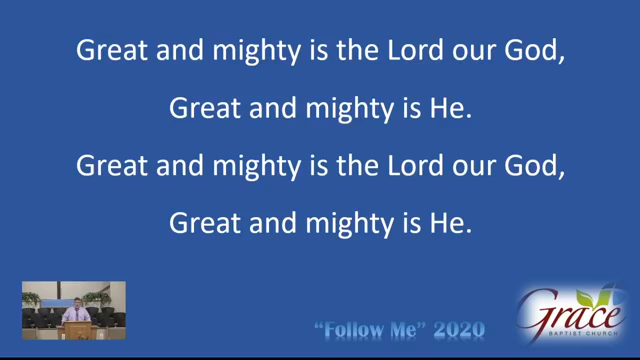 Great and mighty is the Lord our God,
Great and mighty is He.
Great and mighty is the Lord our God,
Great and mighty is He.
“Follow Me” 2020
Grace
BAPTIST CHURCH